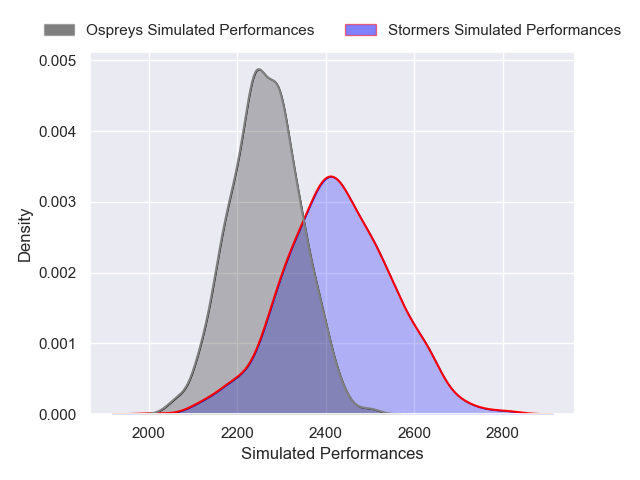 Ospreys Simulated Performances Stormers Simulated Performances
0.005
0.004
0.003
0.002
0.001
0.000
Density
2000 2200 2400 2600 2800
Simulated Performances